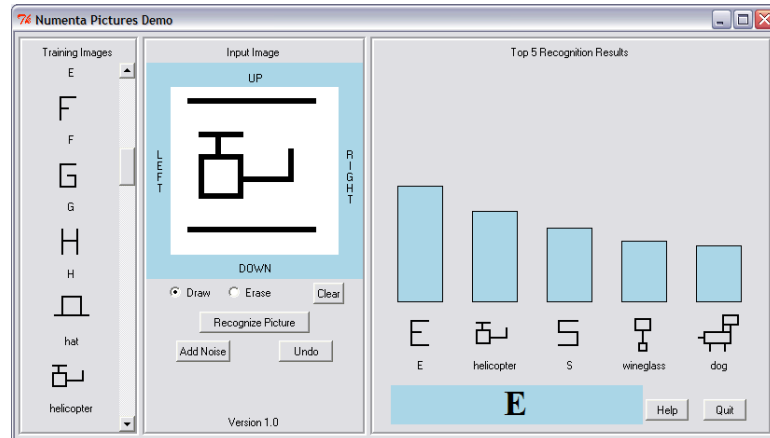 Numenta Pictures Demo
Training Images
E
F
G
H
hat
helicopter
Input Image
UP
LEFT
RIGHT
DOWN
Draw
Erase
Clear
Recognize Picture
Add Noise
Undo
Version 1.0
Top 5 Recognition Results
E
helicopter
S
wineglass
dog
E
Help
Quit